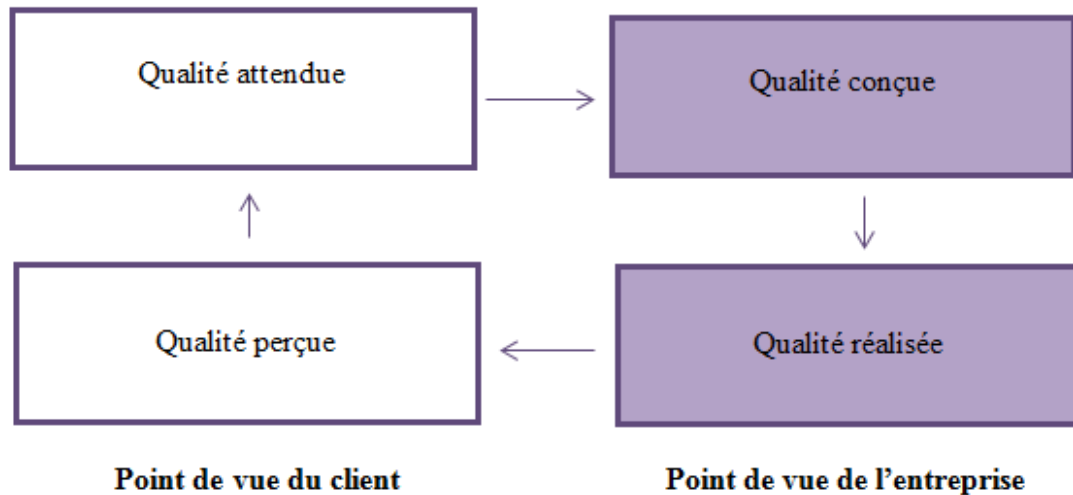 Qualité attendue
Qualité conçue
Qualité perçue
Qualité réalisée
Point de vue du client
Point de vue de l’entreprise